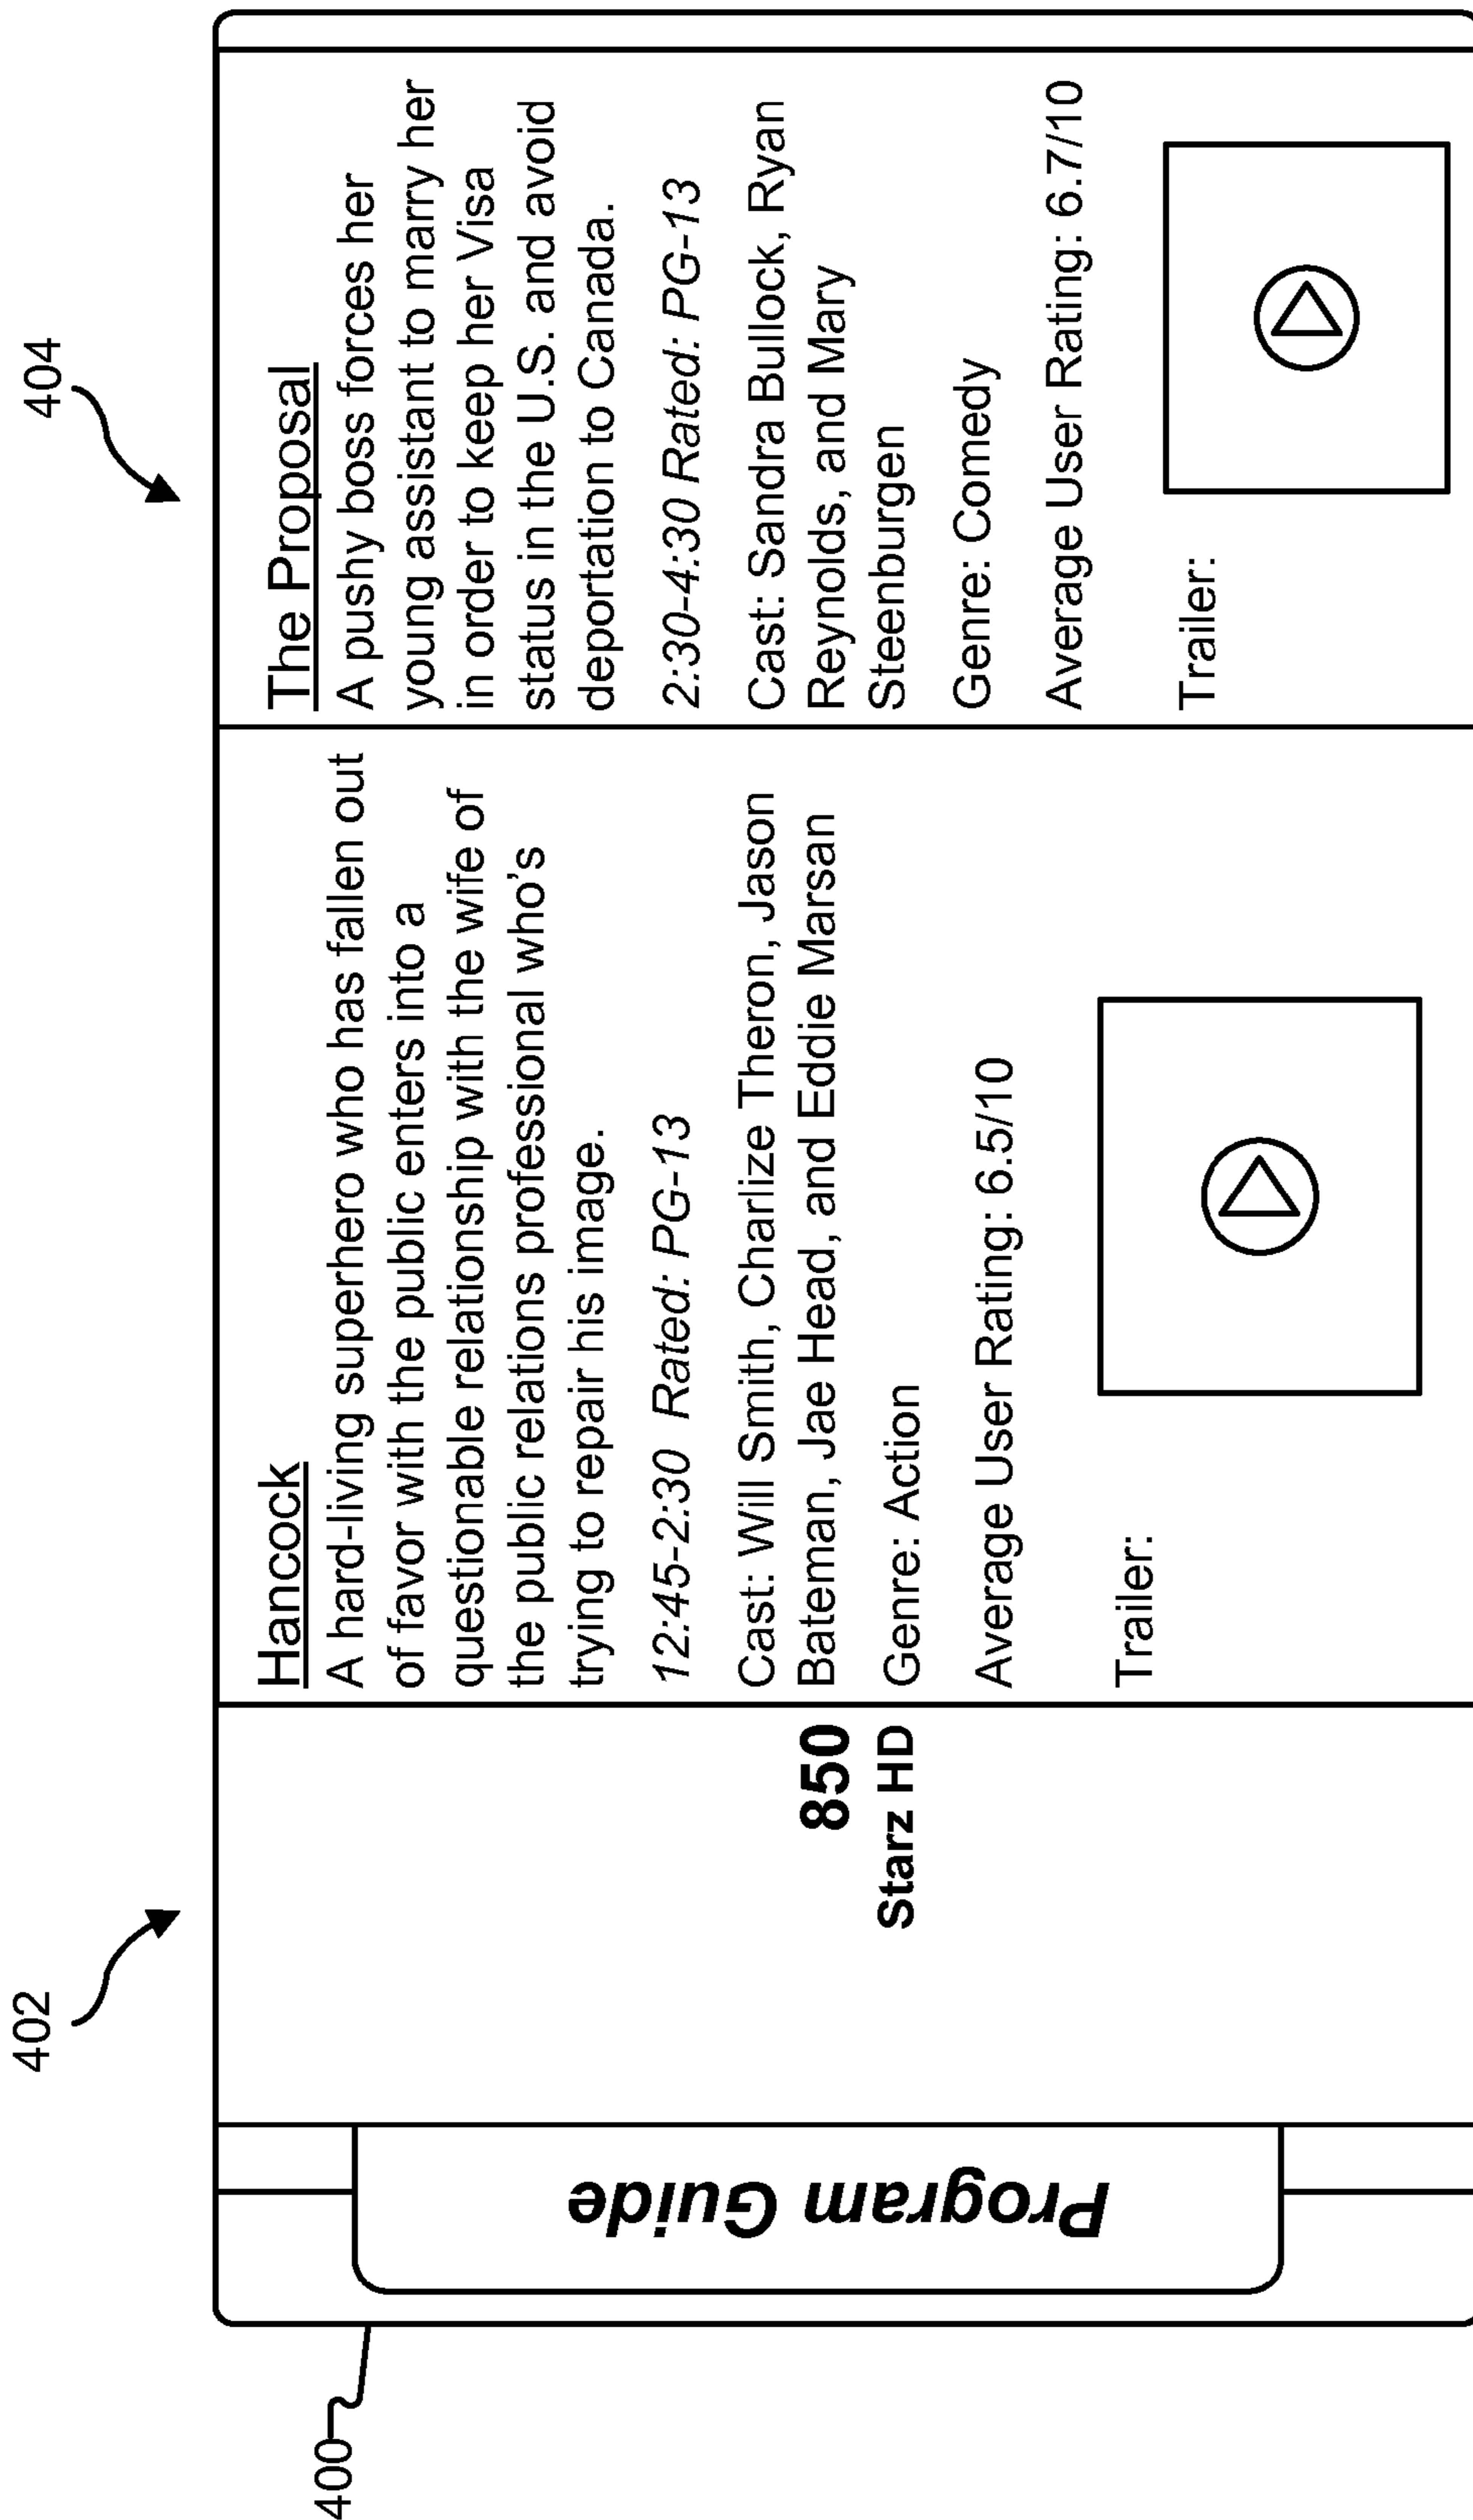 402
404
400
Program Guide
850
Starz HD
Hancock
A hard-living superhero who has fallen out
of favor with the public enters into a
questionable relationship with the wife of
the public relations professional who's
trying to repair his image.
12:45-2:30 Rated: PG-13
Cast: Will Smith, Charlize Theron, Jason
Bateman, Jae Head, and Eddie Marsan
Genre: Action
Average User Rating: 6.5/10
Trailer:
The Proposal
A pushy boss forces her
young assistant to marry her
in order to keep her Visa
status in the U.S. and avoid
deportation to Canada.
2:30-4:30 Rated: PG-13
Cast: Sandra Bullock, Ryan
Reynolds, and Mary
Steenburgen
Genre: Comedy
Average User Rating: 6.7/10
Trailer: